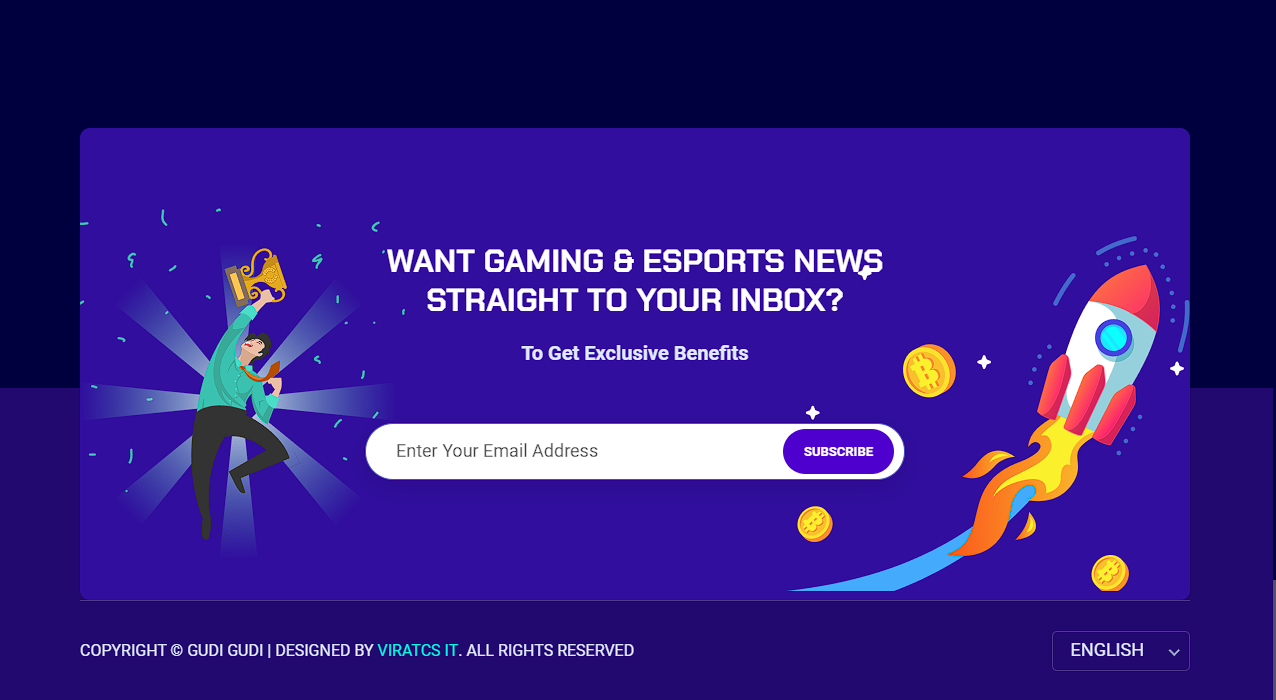 WANT GAMING & ESPORTS NEWS
STRAIGHT TO YOUR INBOX?
To Get Exclusive Benefits
Enter Your Email Address
SUBSCRIBE
COPYRIGHT © GUDI GUDI | DESIGNED BY VIRATCS IT. ALL RIGHTS RESERVED
ENGLISH